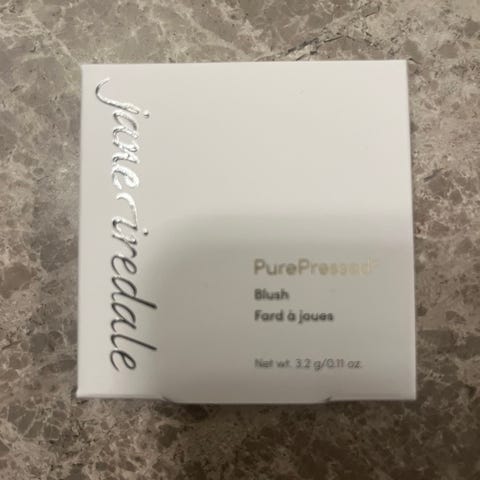 jane iredale
PurePressed®
Blush
Fard à joues
Net wt. 3.2 g/0.11 oz.